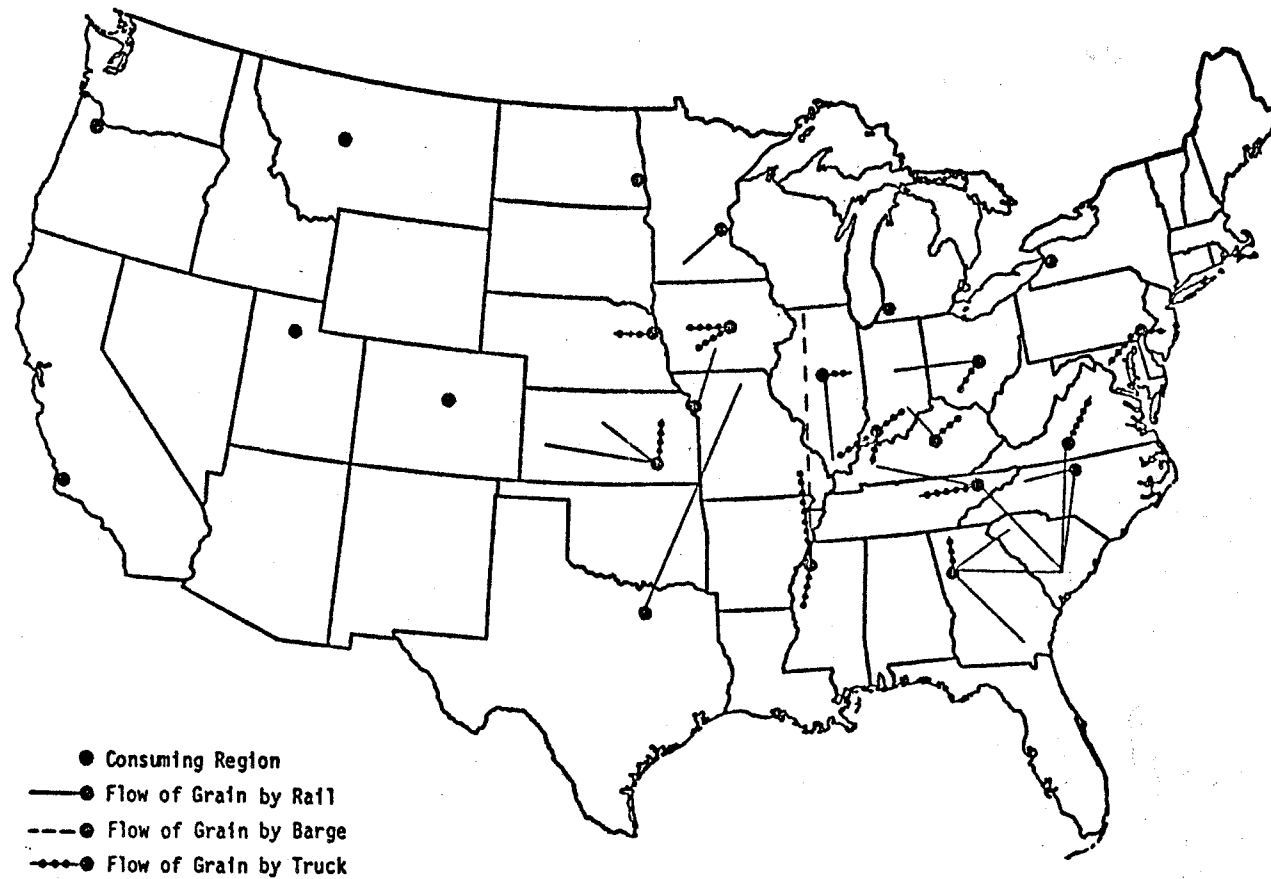 Consuming Region
Flow of Grain by Rail
Flow of Grain by Barge
Flow of Grain by Truck